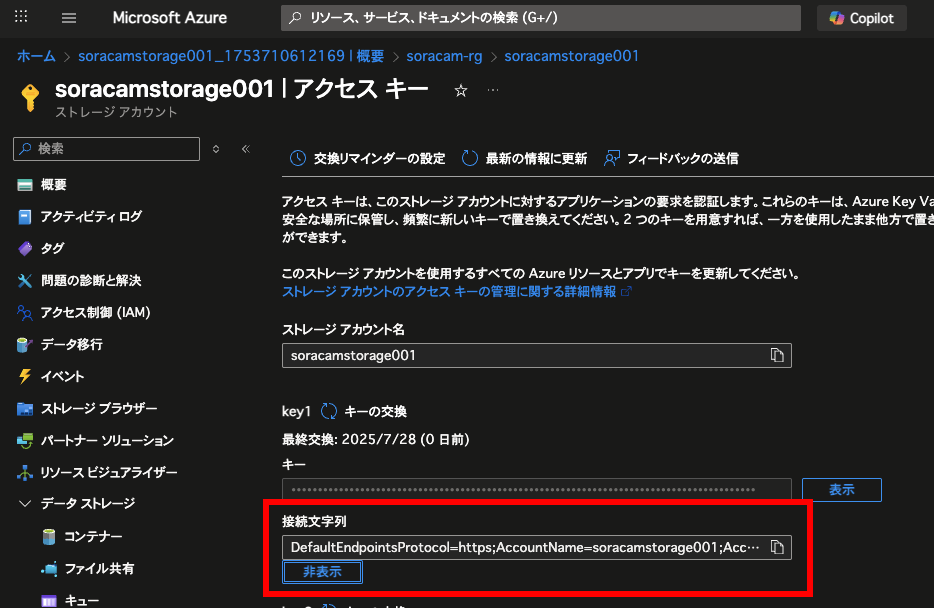 Microsoft Azure
リソース、サービス、ドキュメントの検索 (G+/)
Copilot
ホーム > soracamstorage001_1753710612169 | 概要 > soracam-rg > soracamstorage001
soracamstorage001 | アクセス キー
ストレージ アカウント
検索
概要
アクティビティ ログ
タグ
問題の診断と解決
アクセス制御 (IAM)
データ移行
イベント
ストレージ ブラウザー
パートナー ソリューション
リソース ビジュアライザー
データ ストレージ
コンテナー
ファイル共有
キュー
交換リマインダーの設定
最新の情報に更新
フィードバックの送信
アクセス キーは、このストレージ アカウントに対するアプリケーションの要求を認証します。これらのキーは、Azure Key Va
安全な場所に保管し、頻繁に新しいキーで置き換えてください。2 つのキーを用意すれば、一方を使用したまま他方で置き
ができます。
このストレージ アカウントを使用するすべての Azure リソースとアプリでキーを更新してください。
ストレージ アカウントのアクセス キーの管理に関する詳細情報
ストレージ アカウント名
soracamstorage001
key1 キーの交換
最終交換: 2025/7/28 (0 日前)
キー
表示
接続文字列
DefaultEndpointsProtocol=https;AccountName=soracamstorage001;Acc…
非表示